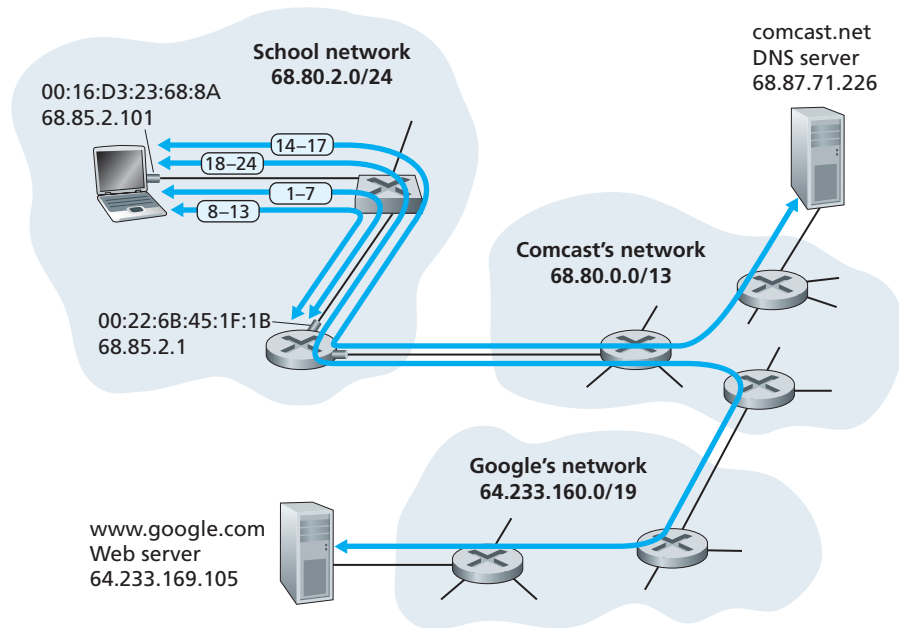 School network
68.80.2.0/24
00:16:D3:23:68:8A
68.85.2.101
14–17
18–24
1–7
8–13
00:22:6B:45:1F:1B
68.85.2.1
comcast.net
DNS server
68.87.71.226
Comcast's network
68.80.0.0/13
Google's network
64.233.160.0/19
www.google.com
Web server
64.233.169.105